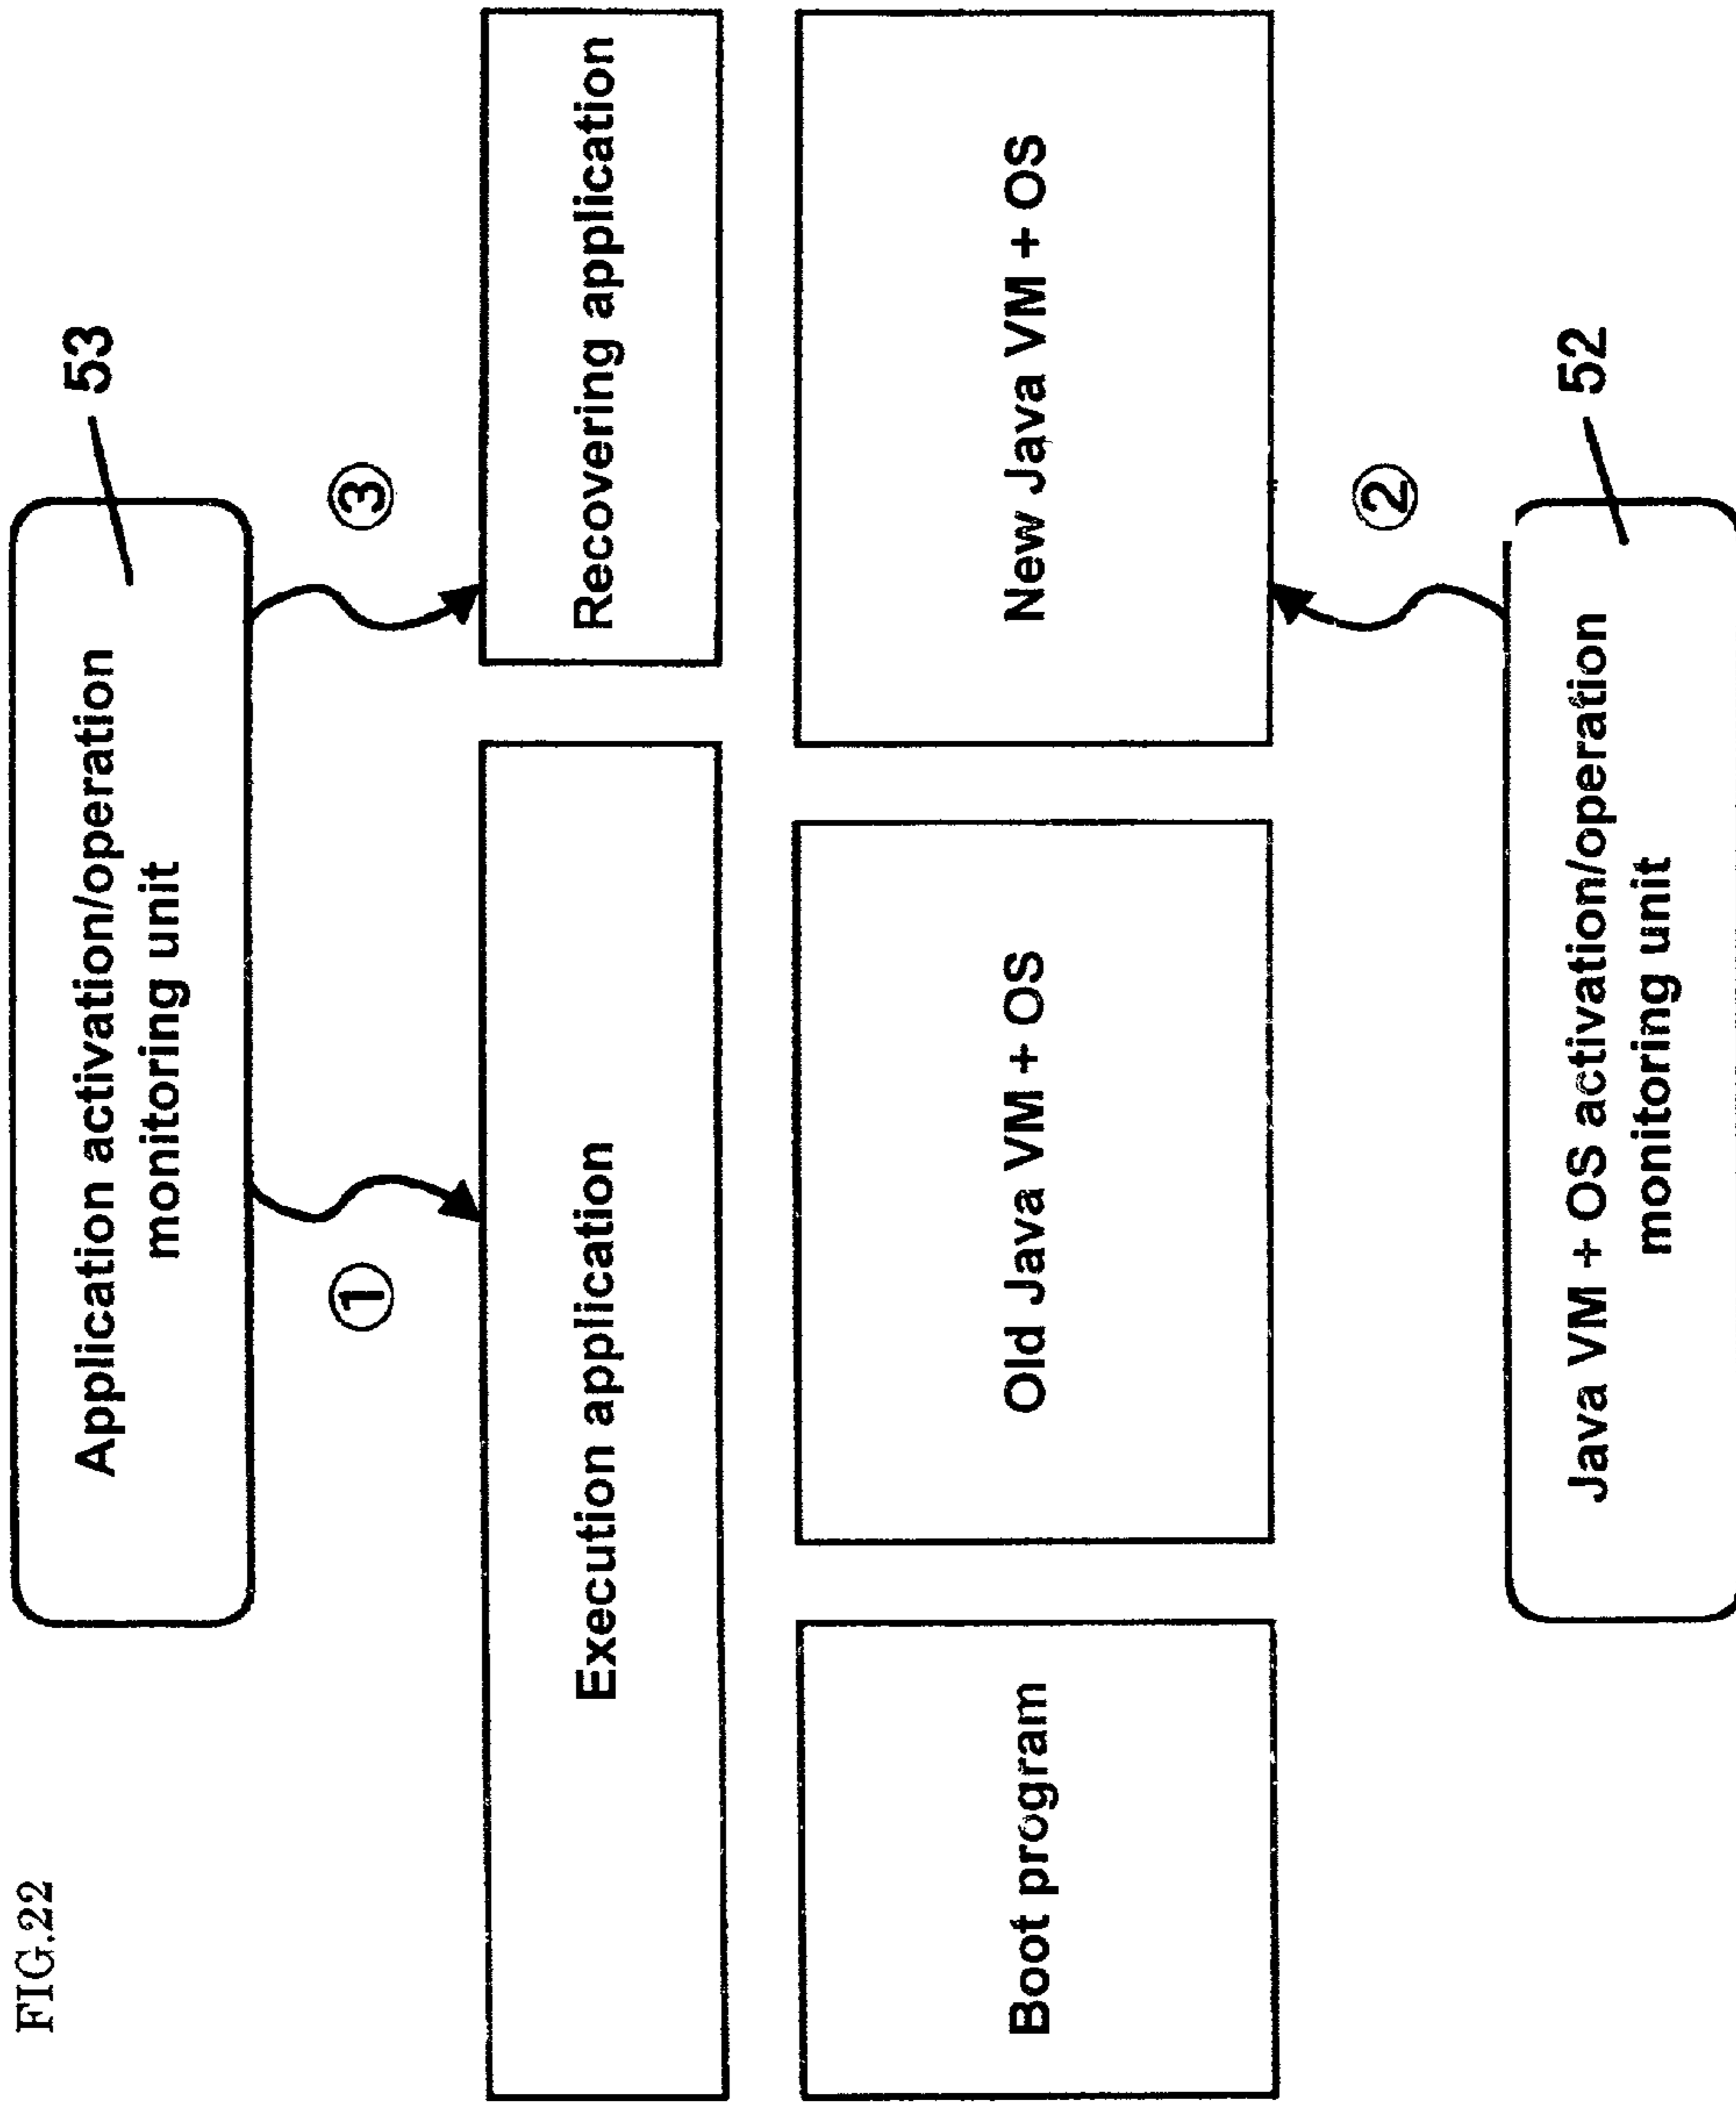 FIG.22
Application activation/operation
monitoring unit
53
①
③
Execution application
Recovering application
Boot program
Old Java VM + OS
New Java VM + OS
②
52
Java VM + OS activation/operation
monitoring unit